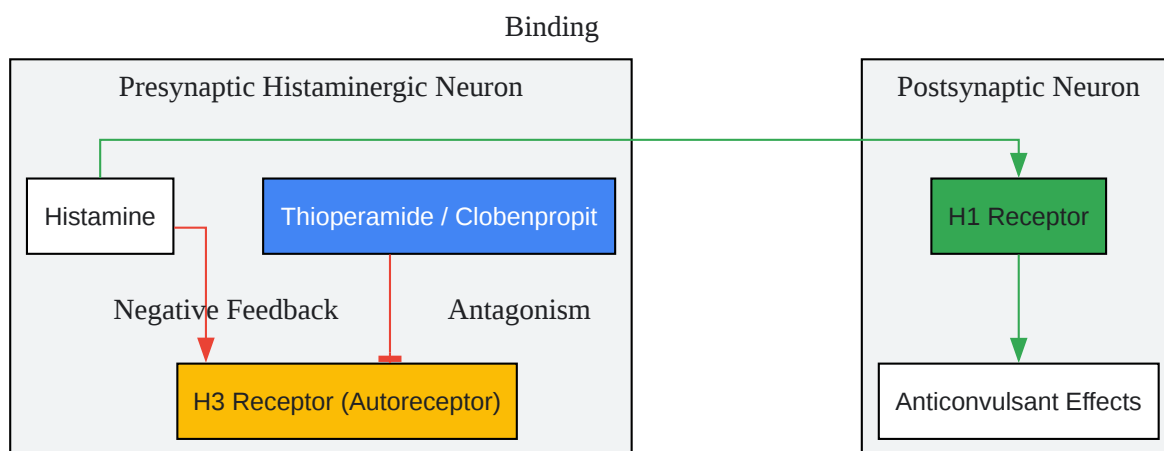 Binding
Presynaptic Histaminergic Neuron
Postsynaptic Neuron
Histamine
Thioperamide / Clobenpropit
H1 Receptor
Negative Feedback
Antagonism
H3 Receptor (Autoreceptor)
Anticonvulsant Effects